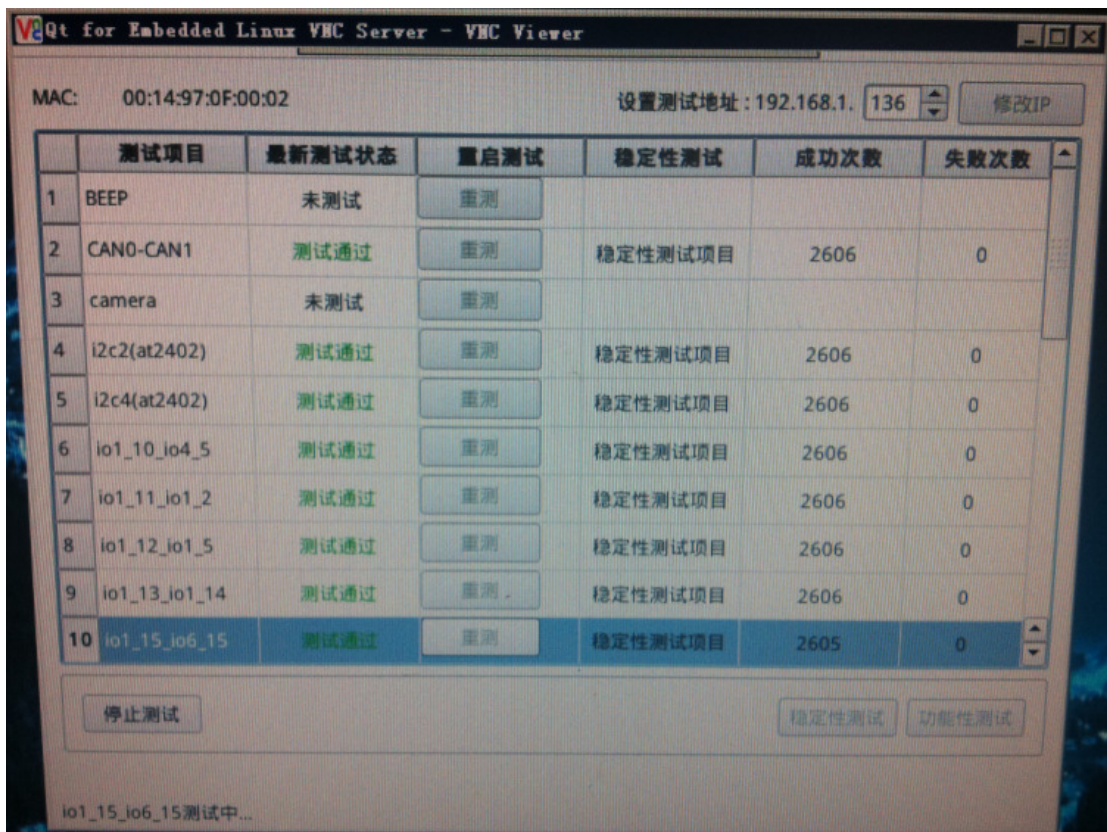 Qt for Embedded Linux VNC Server - VNC Viewer
MAC: 00:14:97:0F:00:02 设置测试地址:192.168.1. 136 修改IP
测试项目 最新测试状态 重启测试 稳定性测试 成功次数 失败次数
1 BEEP 未测试 重测
2 CAN0-CAN1 测试通过 重测 稳定性测试项目 2606 0
3 camera 未测试 重测
4 i2c2(at2402) 测试通过 重测 稳定性测试项目 2606 0
5 i2c4(at2402) 测试通过 重测 稳定性测试项目 2606 0
6 io1_10_io4_5 测试通过 重测 稳定性测试项目 2606 0
7 io1_11_io1_2 测试通过 重测 稳定性测试项目 2606 0
8 io1_12_io1_5 测试通过 重测 稳定性测试项目 2606 0
9 io1_13_io1_14 测试通过 重测 稳定性测试项目 2606 0
10 io1_15_io6_15 测试通过 重测 稳定性测试项目 2605 0
停止测试 稳定性测试 功能性测试
io1_15_io6_15测试中...